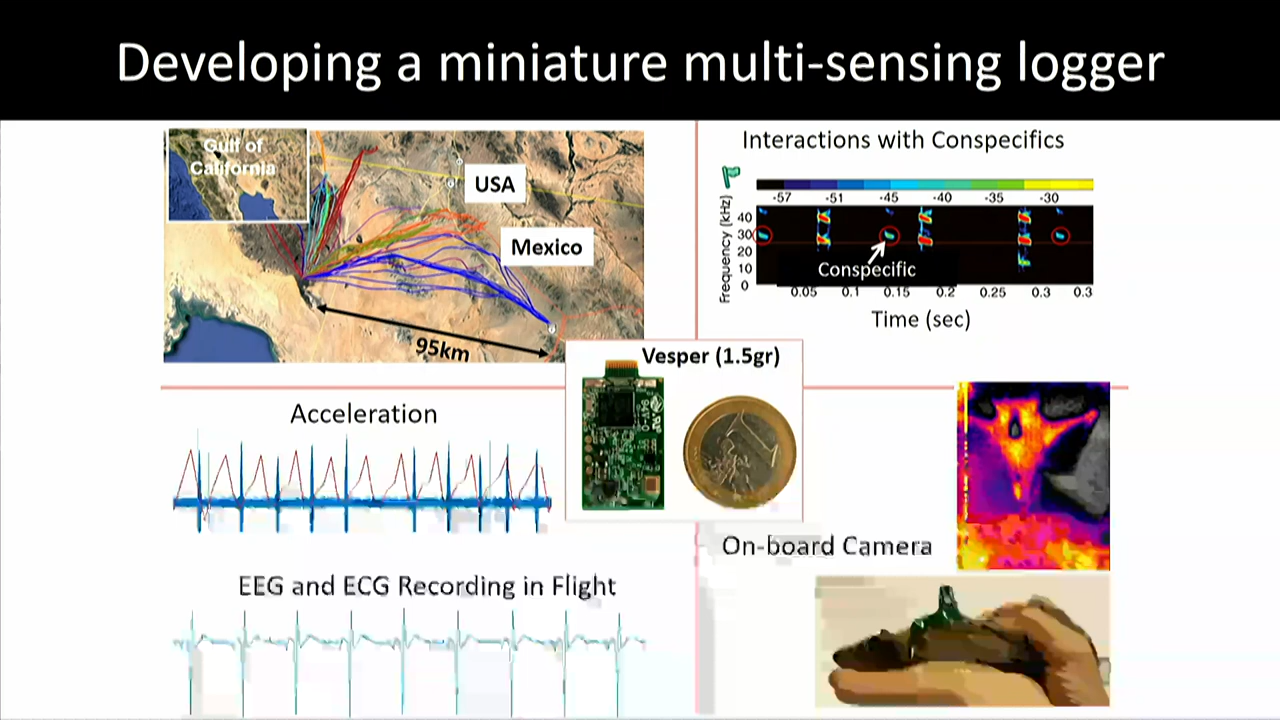 Developing a miniature multi-sensing logger
Gulf of
California
USA
Mexico
95km
Interactions with Conspecifics
-57 -51 -45 -40 -35 -30
Frequency (kHz)
40
30
20
10
0
Conspecific
0.05 0.1 0.15 0.2 0.25 0.3 0.3
Time (sec)
Vesper (1.5gr)
94V-0
1
Acceleration
On-board Camera
EEG and ECG Recording in Flight